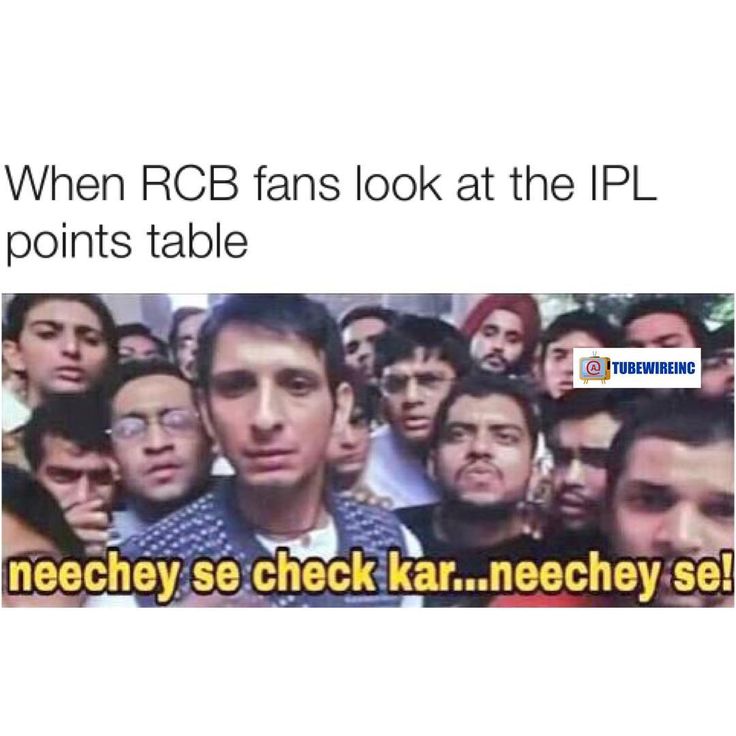 When RCB fans look at the IPL
points table
@TUBEWIREINC
neechey se check kar...neechey se!